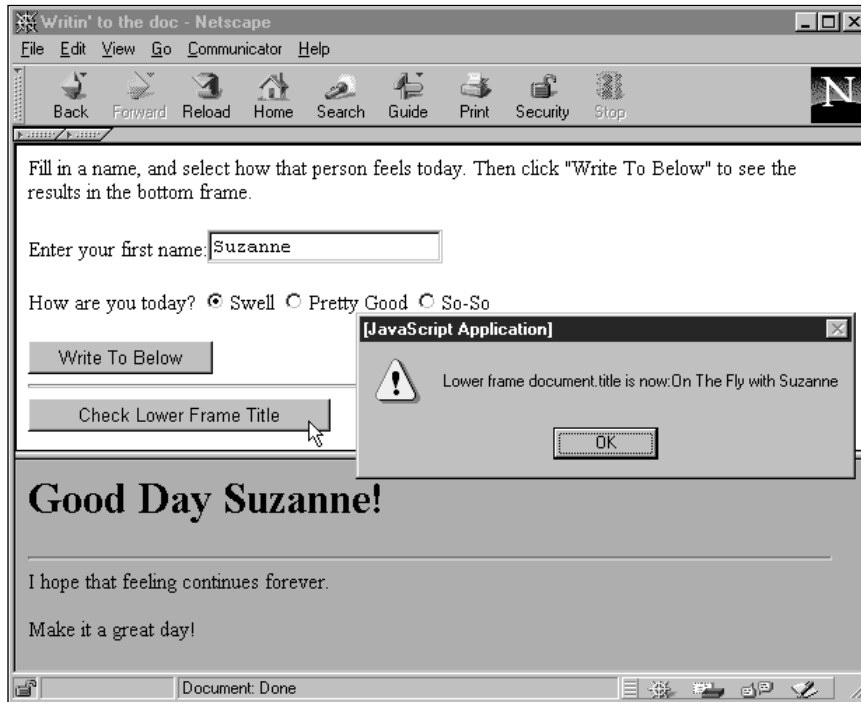 Writin' to the doc - Netscape
File Edit View Go Communicator Help
Back Forward Reload Home Search Guide Print Security Stop
N
Fill in a name, and select how that person feels today. Then click "Write To Below" to see the
results in the bottom frame.
Enter your first name: Suzanne
How are you today? Swell Pretty Good So-So
[JavaScript Application]
Write To Below
Lower frame document.title is now:On The Fly with Suzanne
Check Lower Frame Title
OK
Good Day Suzanne!
I hope that feeling continues forever.
Make it a great day!
Document: Done